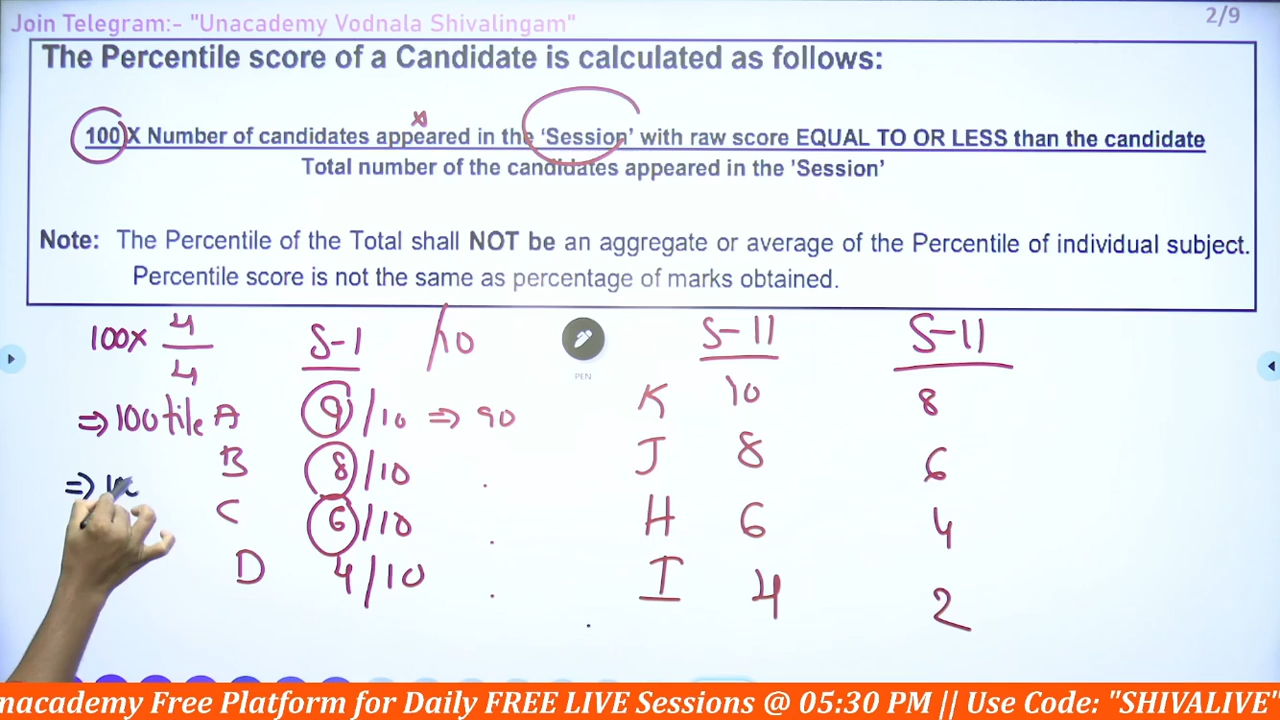 Join Telegram:- "Unacademy Vodnala Shivalingam"
2/9
The Percentile score of a Candidate is calculated as follows:
100 X Number of candidates appeared in the 'Session' with raw score EQUAL TO OR LESS than the candidate
Total number of the candidates appeared in the 'Session'
Note: The Percentile of the Total shall NOT be an aggregate or average of the Percentile of individual subject.
Percentile score is not the same as percentage of marks obtained.
100x 4/4 S-1 /10 S-11 S-11
PEN
⇒ 100 tile A 9/10 ⇒ 90 K 10 8
⇒ B 8/10 J 8 6
C 6/10 H 6 4
D 4/10 I 4 2
nacademy Free Platform for Daily FREE LIVE Sessions @ 05:30 PM || Use Code: "SHIVALIVE"